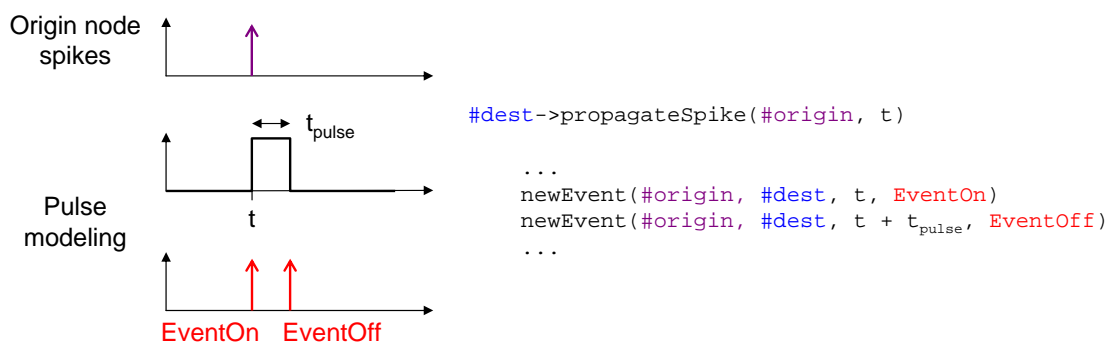 Origin node
spikes
t_pulse
t
Pulse
modeling
EventOn EventOff
#dest->propagateSpike(#origin, t)
...
newEvent(#origin, #dest, t, EventOn)
newEvent(#origin, #dest, t + t_pulse, EventOff)
...